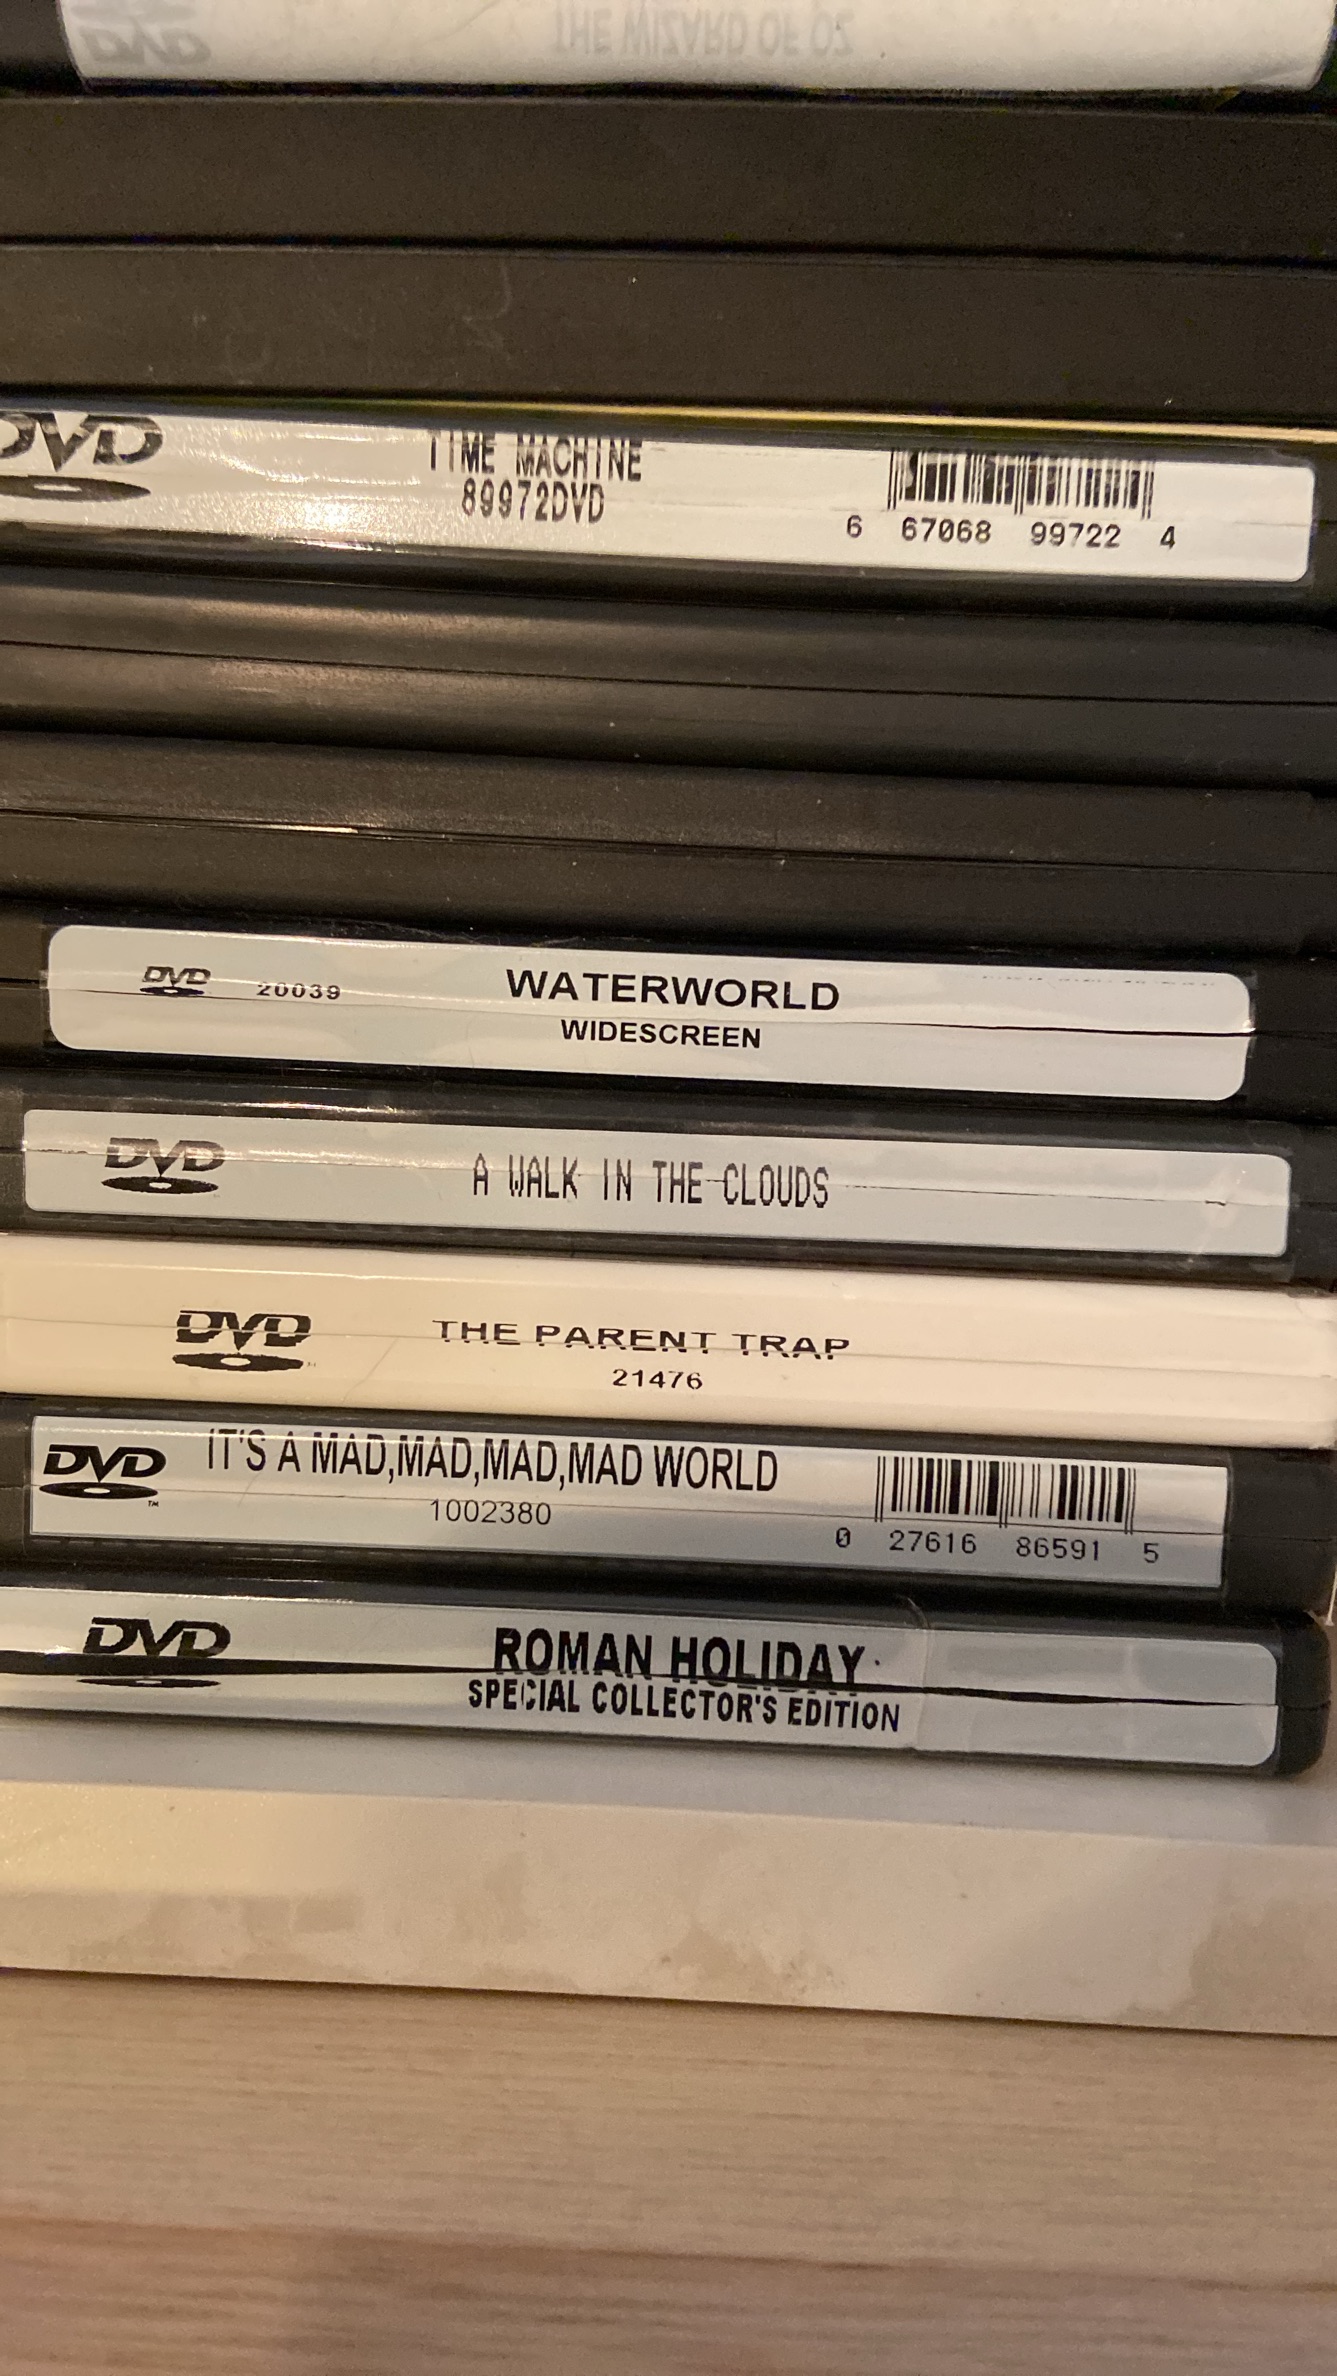 DVD THE WIZARD OF OZ
DVD TIME MACHINE
89972DVD
6 67068 99722 4
DVD 20039 WATERWORLD
WIDESCREEN
DVD A WALK IN THE CLOUDS
DVD THE PARENT TRAP
21476
DVD IT'S A MAD,MAD,MAD,MAD WORLD
TM 1002380
0 27616 86591 5
DVD ROMAN HOLIDAY
SPECIAL COLLECTOR'S EDITION